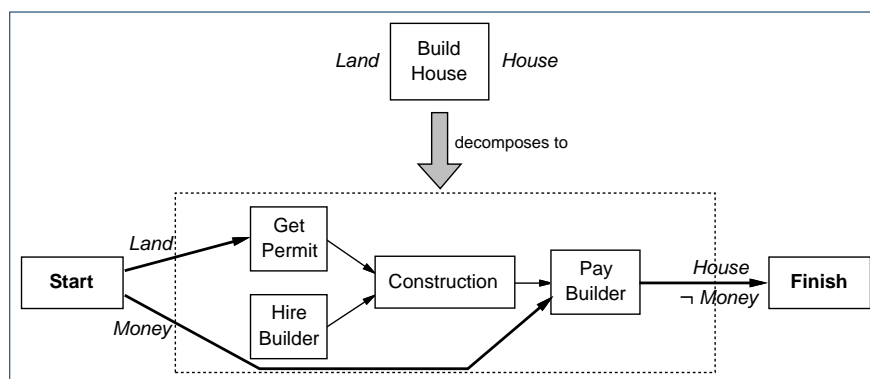 Build
House
Land
House
decomposes to
Get
Permit
Land
Start
Construction
Pay
Builder
House
¬ Money
Finish
Hire
Builder
Money